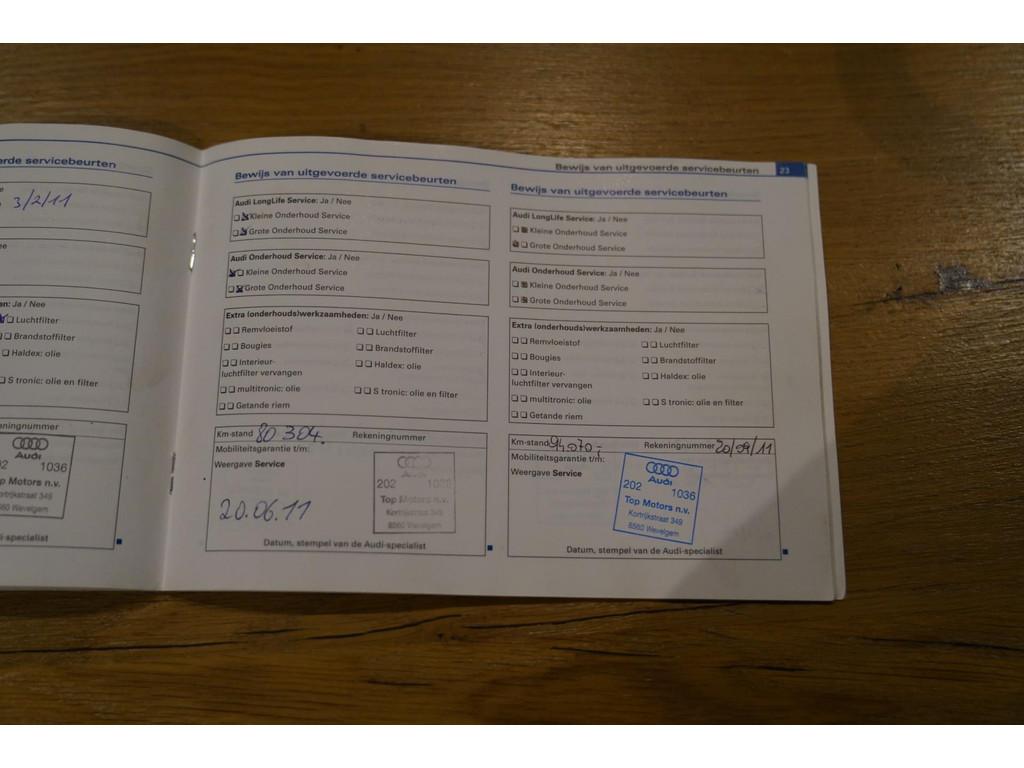 erde servicebeurten
3/2/11
en: Ja / Nee
Luchtfilter
Brandstoffilter
Haldex: olie
S tronic: olie en filter
Rekeningnummer
Audi
202 1036
Top Motors n.v.
Kortrijkstraat 349
8560 Wevelgem
-specialist
Bewijs van uitgevoerde servicebeurten
Audi LongLife Service: Ja / Nee
Kleine Onderhoud Service
Grote Onderhoud Service
Audi Onderhoud Service: Ja / Nee
Kleine Onderhoud Service
Grote Onderhoud Service
Extra (onderhouds)werkzaamheden: Ja / Nee
Remvloeistof Luchtfilter
Bougies Brandstoffilter
Interieur- Haldex: olie
luchtfilter vervangen
multitronic: olie S tronic: olie en filter
Getande riem
Km-stand 80 304. Rekeningnummer
Mobiliteitsgarantie t/m:
Weergave Service
20.06.11
Audi
202 1036
Top Motors n.v.
Kortrijkstraat 349
8560 Wevelgem
Datum, stempel van de Audi-specialist
Bewijs van uitgevoerde servicebeurten 23
Bewijs van uitgevoerde servicebeurten
Audi LongLife Service: Ja / Nee
Kleine Onderhoud Service
Grote Onderhoud Service
Audi Onderhoud Service: Ja / Nee
Kleine Onderhoud Service
Grote Onderhoud Service
Extra (onderhouds)werkzaamheden: Ja / Nee
Remvloeistof Luchtfilter
Bougies Brandstoffilter
Interieur- Haldex: olie
luchtfilter vervangen
multitronic: olie S tronic: olie en filter
Getande riem
Km-stand 94.070,- Rekeningnummer 20/09/11
Mobiliteitsgarantie t/m:
Weergave Service
Audi
202 1036
Top Motors n.v.
Kortrijkstraat 349
8560 Wevelgem
Datum, stempel van de Audi-specialist